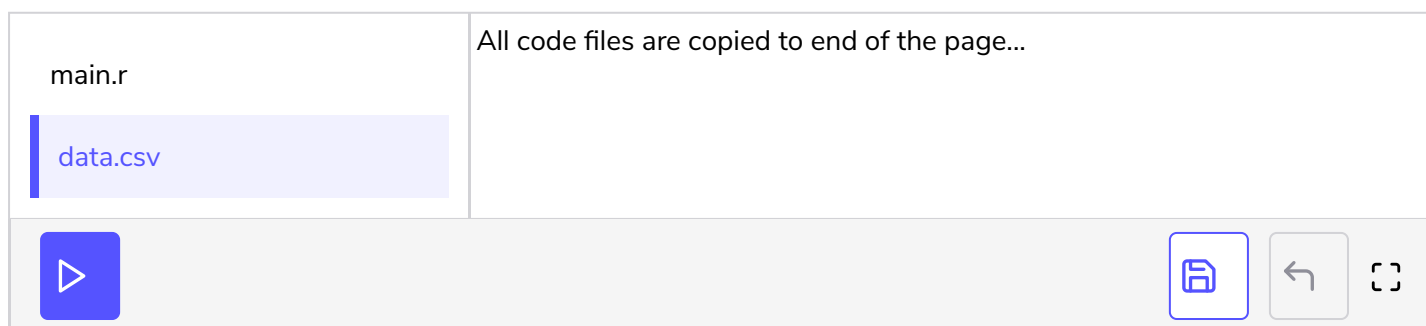 All code files are copied to end of the page...
main.r
data.csv